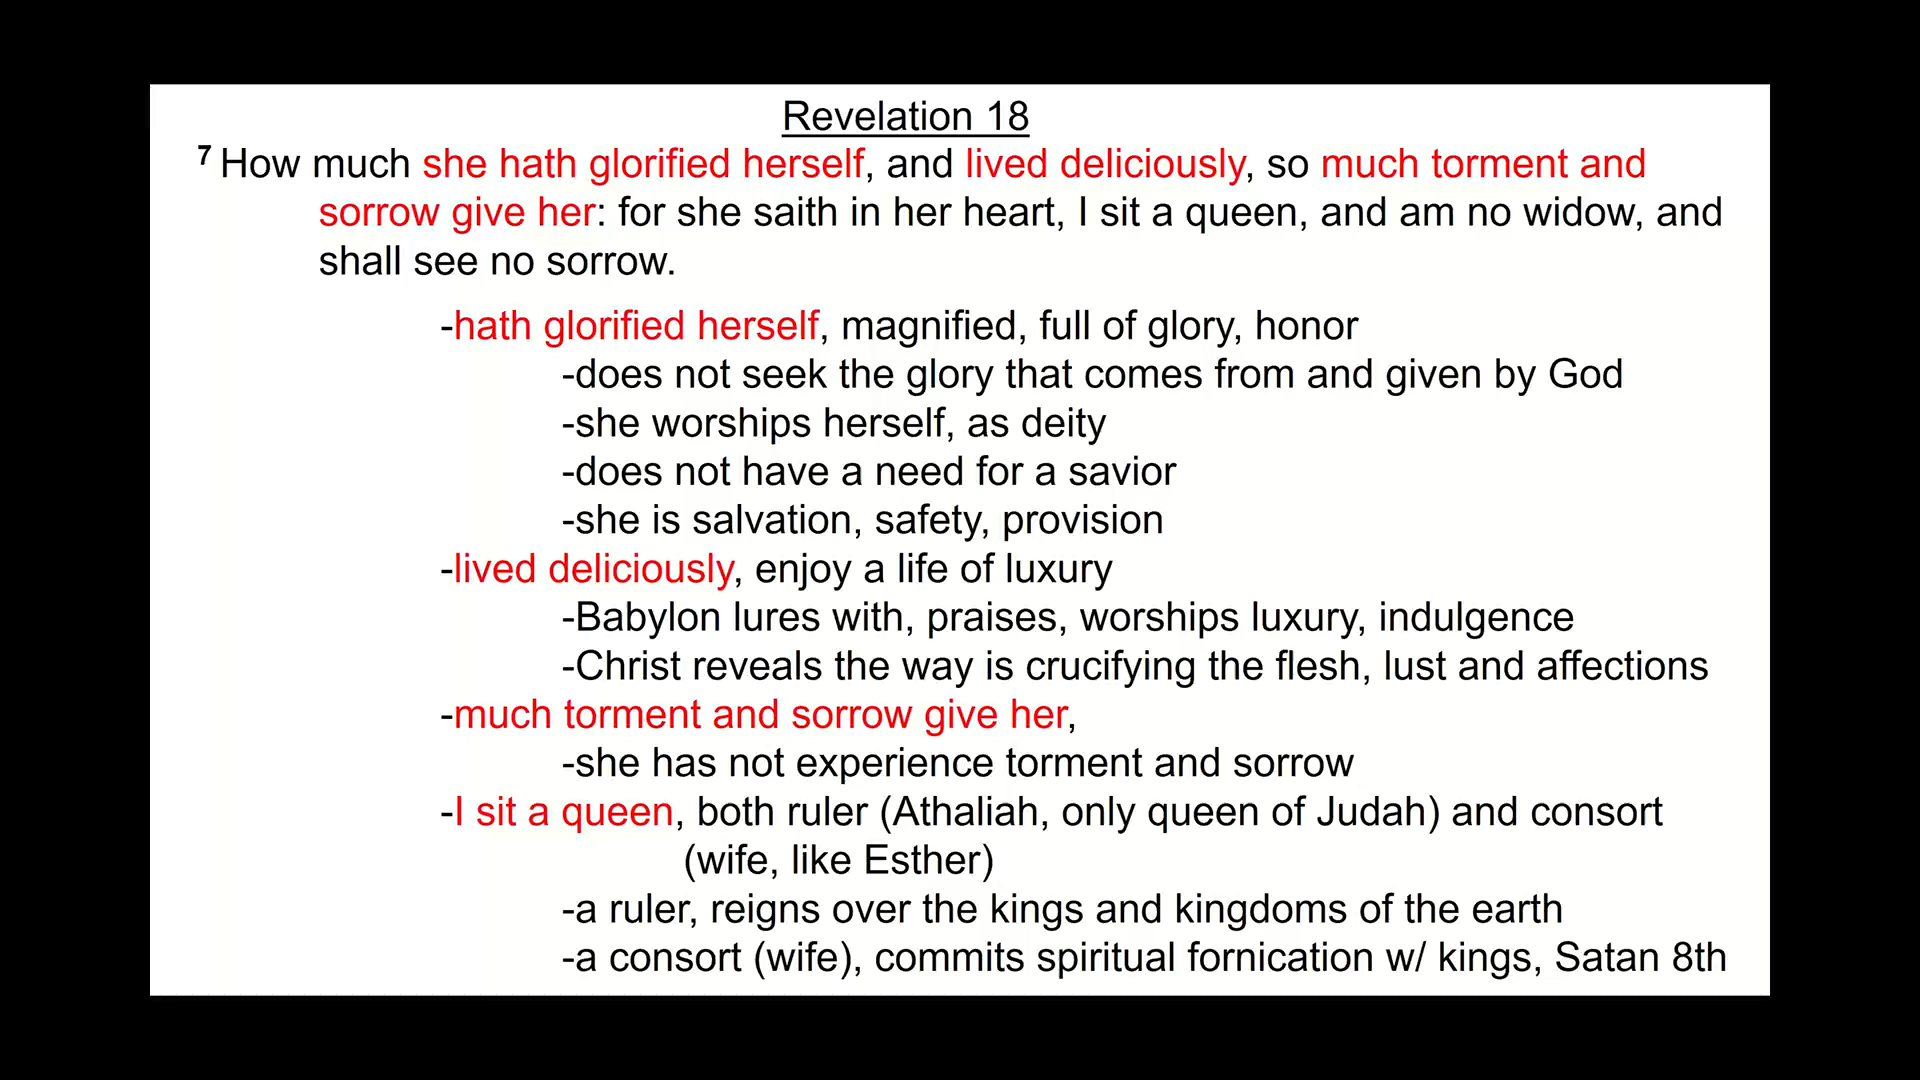 Revelation 18
7 How much she hath glorified herself, and lived deliciously, so much torment and
sorrow give her: for she saith in her heart, I sit a queen, and am no widow, and
shall see no sorrow.
-hath glorified herself, magnified, full of glory, honor
-does not seek the glory that comes from and given by God
-she worships herself, as deity
-does not have a need for a savior
-she is salvation, safety, provision
-lived deliciously, enjoy a life of luxury
-Babylon lures with, praises, worships luxury, indulgence
-Christ reveals the way is crucifying the flesh, lust and affections
-much torment and sorrow give her,
-she has not experience torment and sorrow
-I sit a queen, both ruler (Athaliah, only queen of Judah) and consort
(wife, like Esther)
-a ruler, reigns over the kings and kingdoms of the earth
-a consort (wife), commits spiritual fornication w/ kings, Satan 8th